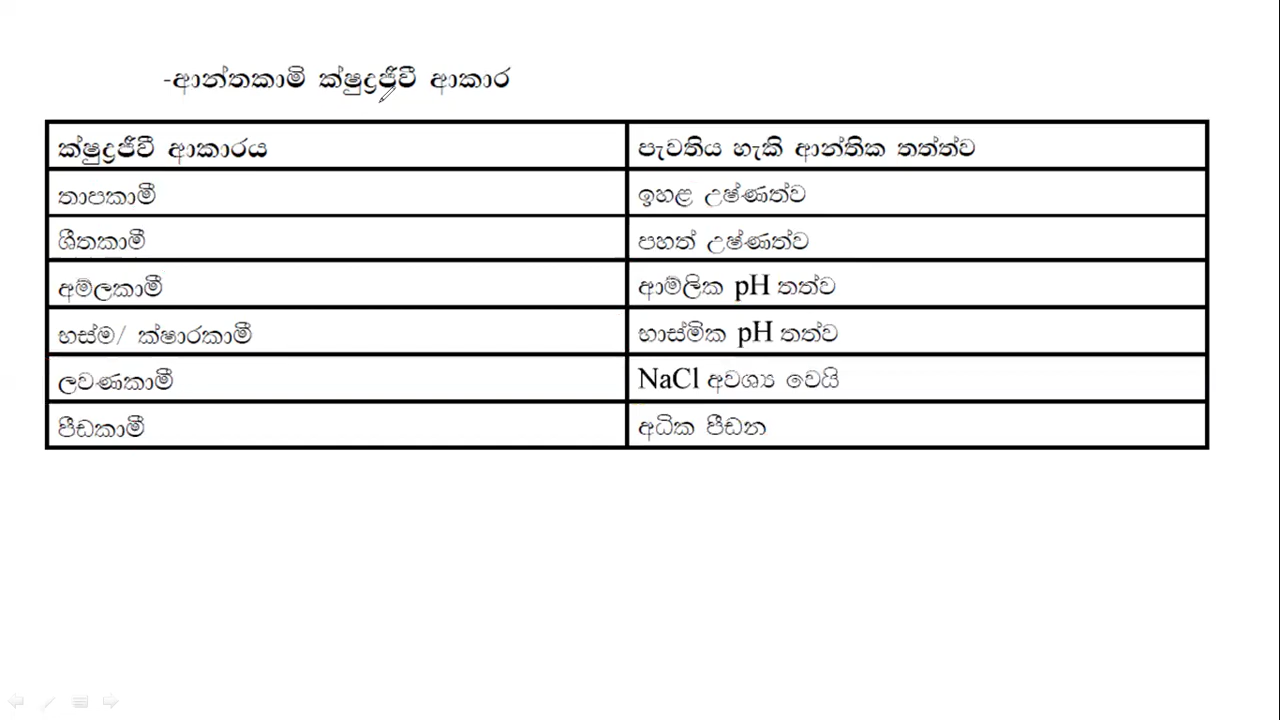 -ආන්තකාමි ක්ෂුද්‍රජීවී ආකාර
ක්ෂුද්‍රජීවී ආකාරය පැවතිය හැකි ආන්තික තත්ත්ව
තාපකාමී ඉහළ උෂ්ණත්ව
ශීතකාමී පහත් උෂ්ණත්ව
අම්ලකාමී ආම්ලික pH තත්ව
භස්ම/ ක්ෂාරකාමී භාස්මික pH තත්ව
ලවණකාමී NaCl අවශ්‍ය වෙයි
පීඩකාමී අධික පීඩන